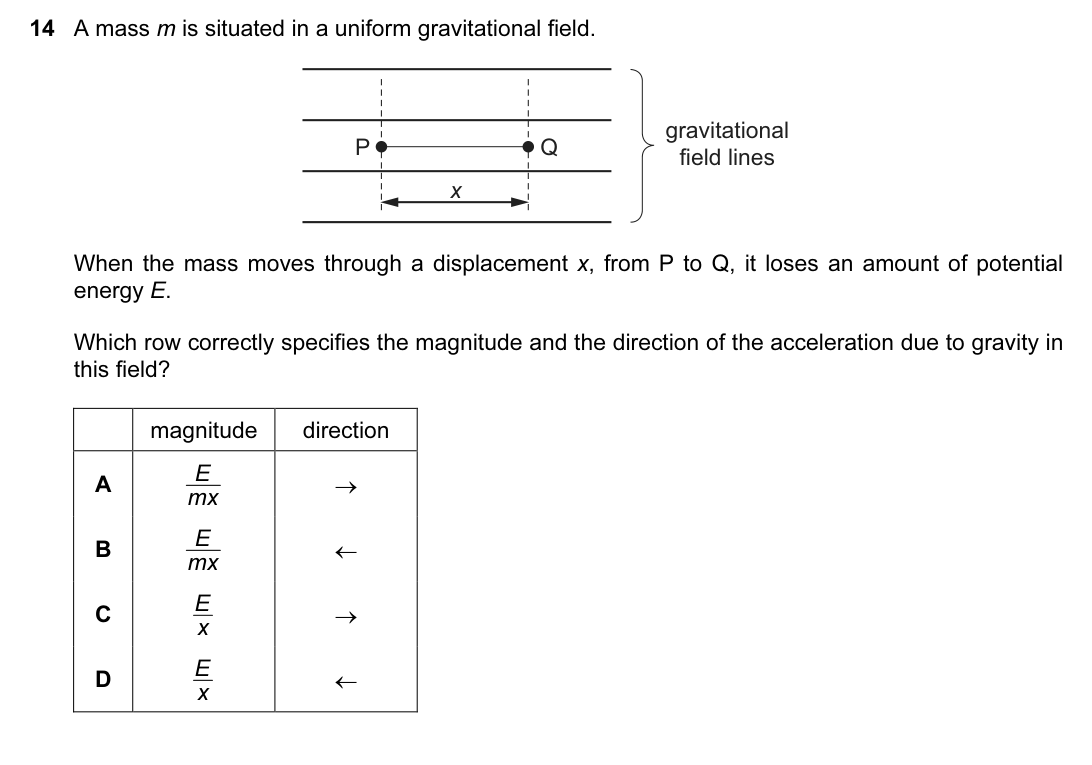 14 A mass m is situated in a uniform gravitational field.
P
Q
x
gravitational
field lines
When the mass moves through a displacement x, from P to Q, it loses an amount of potential
energy E.
Which row correctly specifies the magnitude and the direction of the acceleration due to gravity in
this field?
magnitude direction
A E/mx →
B E/mx ←
C E/x →
D E/x ←